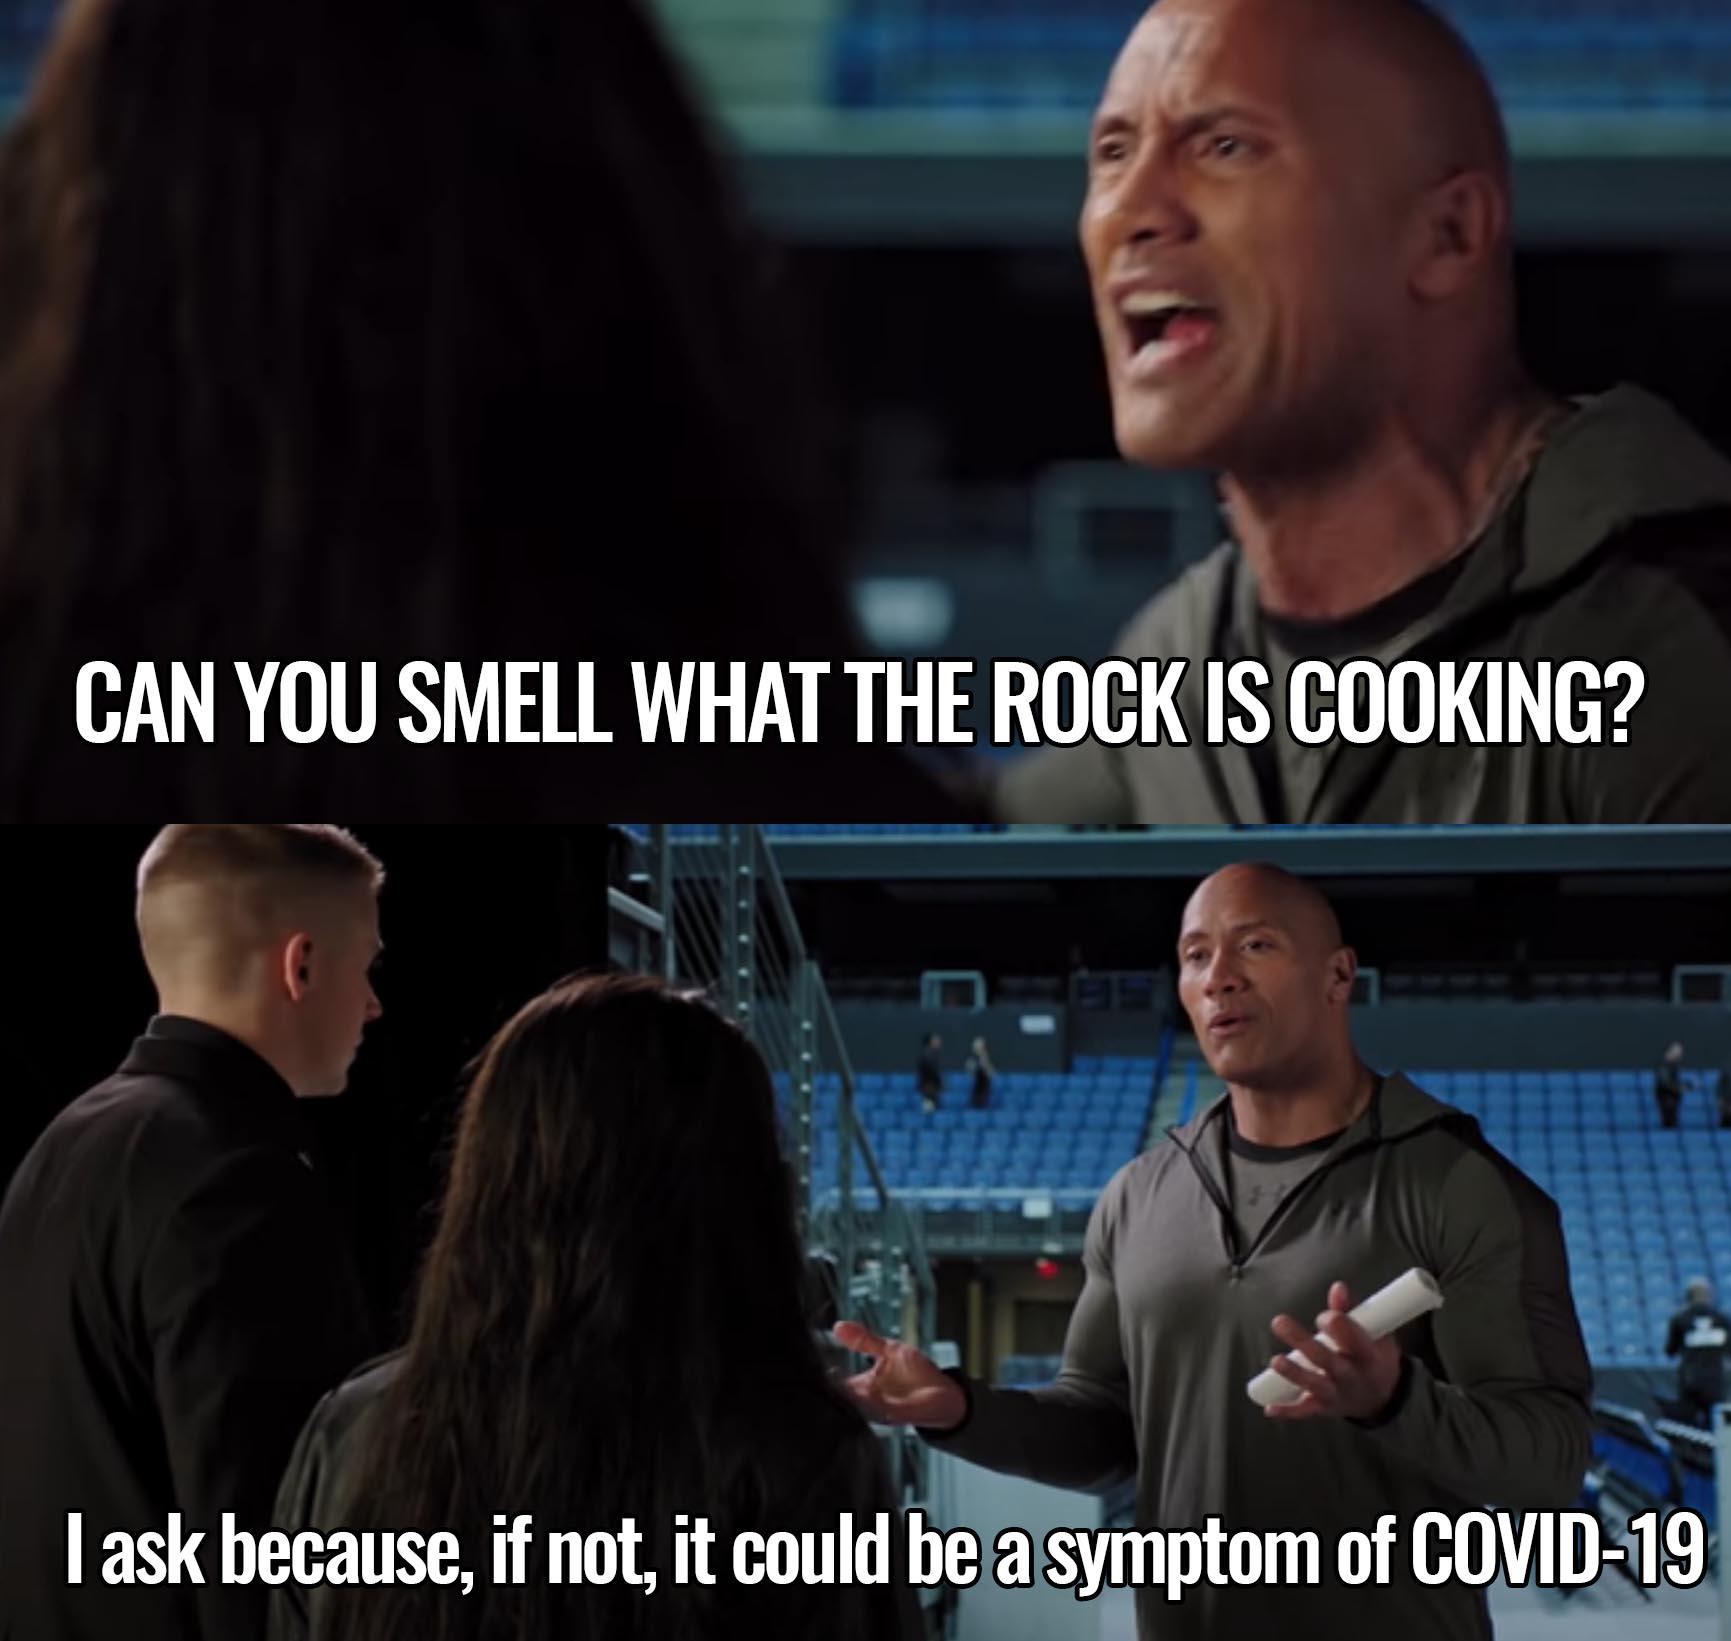 CAN YOU SMELL WHAT THE ROCK IS COOKING?
I ask because, if not, it could be a symptom of COVID-19